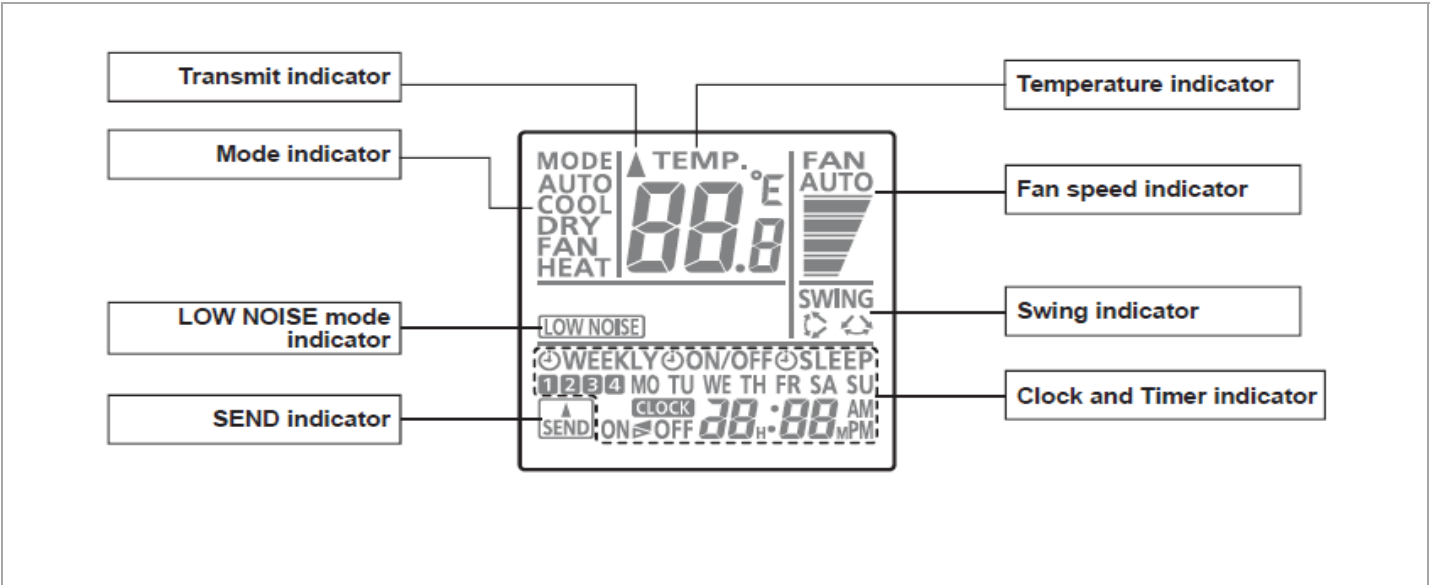 Transmit indicator
Mode indicator
LOW NOISE mode
indicator
SEND indicator
MODE
AUTO
COOL
DRY
FAN
HEAT
TEMP.
88.8
°E
FAN
AUTO
SWING
LOW NOISE
WEEKLY ON/OFF SLEEP
1 2 3 4 MO TU WE TH FR SA SU
SEND
CLOCK
ON OFF 38 H : 88 M AM
PM
Temperature indicator
Fan speed indicator
Swing indicator
Clock and Timer indicator